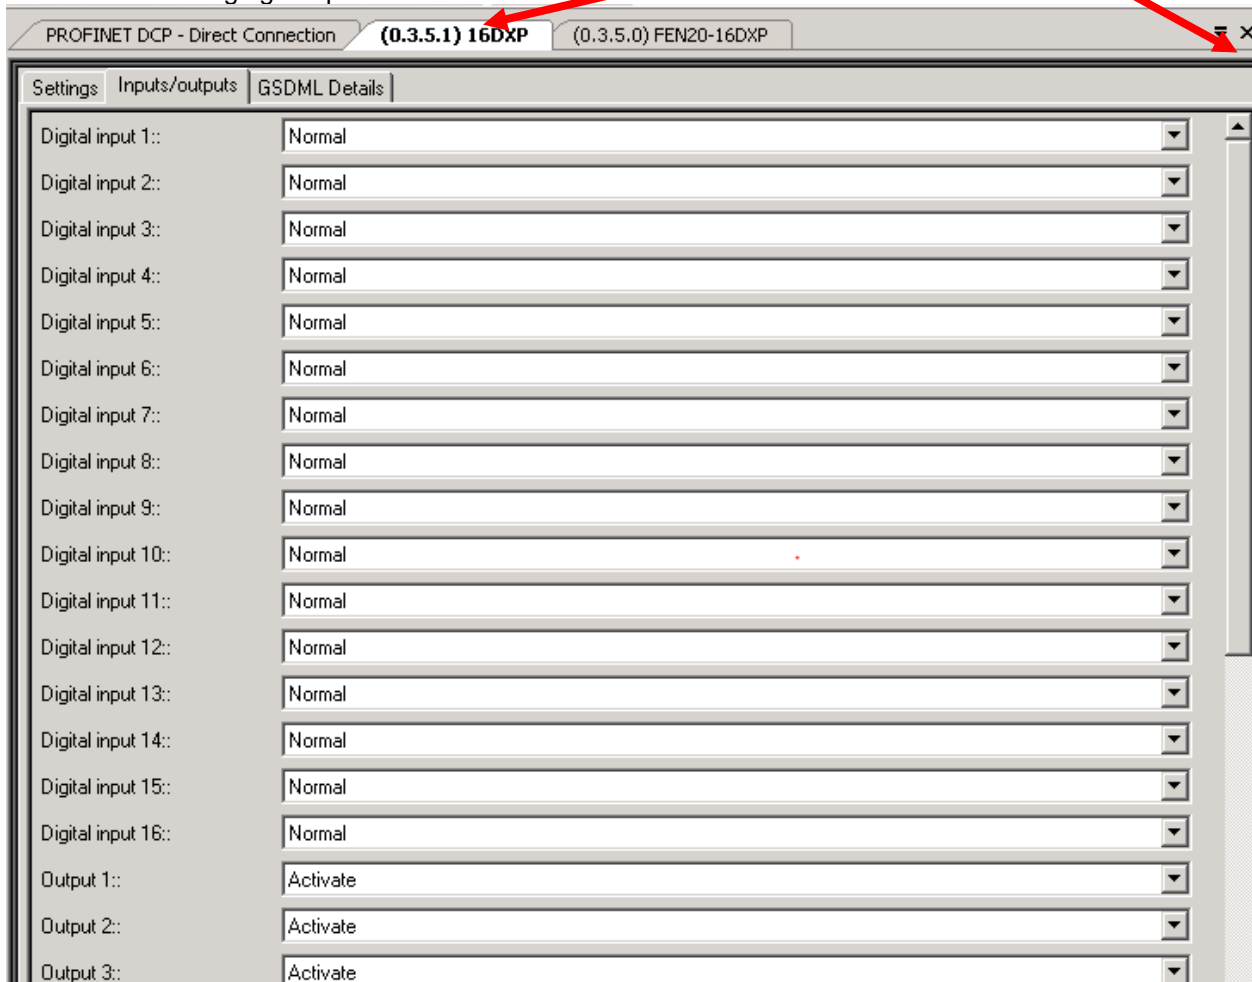 PROFINET DCP - Direct Connection (0.3.5.1) 16DXP (0.3.5.0) FEN20-16DXP
Settings Inputs/outputs GSDML Details
Digital input 1:: Normal
Digital input 2:: Normal
Digital input 3:: Normal
Digital input 4:: Normal
Digital input 5:: Normal
Digital input 6:: Normal
Digital input 7:: Normal
Digital input 8:: Normal
Digital input 9:: Normal
Digital input 10:: Normal
Digital input 11:: Normal
Digital input 12:: Normal
Digital input 13:: Normal
Digital input 14:: Normal
Digital input 15:: Normal
Digital input 16:: Normal
Output 1:: Activate
Output 2:: Activate
Output 3:: Activate